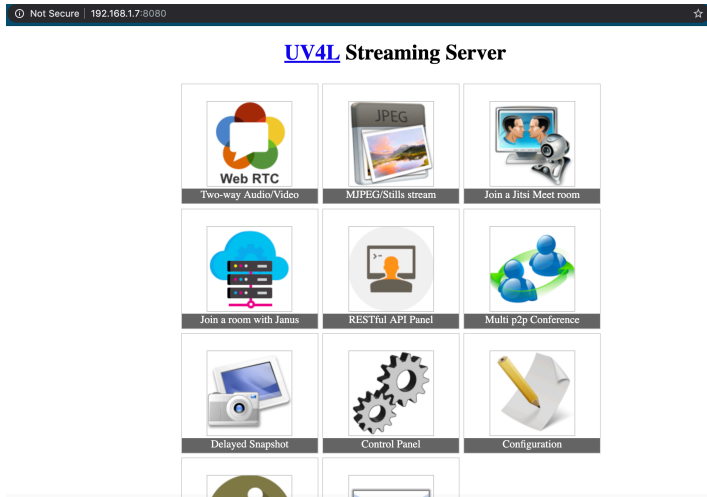 Not Secure | 192.168.1.7:8080
UV4L Streaming Server
JPEG
Web RTC
Two-way Audio/Video
MJPEG/Stills stream
Join a Jitsi Meet room
>-
Join a room with Janus
RESTful API Panel
Multi p2p Conference
Delayed Snapshot
Control Panel
Configuration